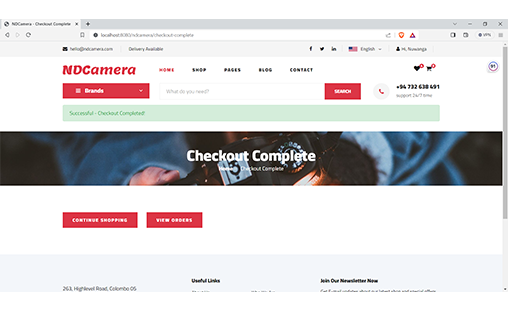 NDCamera - Checkout Complete
localhost:8080/ndcamera/checkout-complete
VPN
hello@ndcamera.com Delivery Available English Hi, Nuwanga
NDCamera HOME SHOP PAGES BLOG CONTACT
Brands What do you need? SEARCH +94 732 638 491
support 24/7 time
Successful - Checkout Completed!
Checkout Complete
Checkout Complete
CONTINUE SHOPPING VIEW ORDERS
Useful Links Join Our Newsletter Now
263, Highlevel Road, Colombo 05